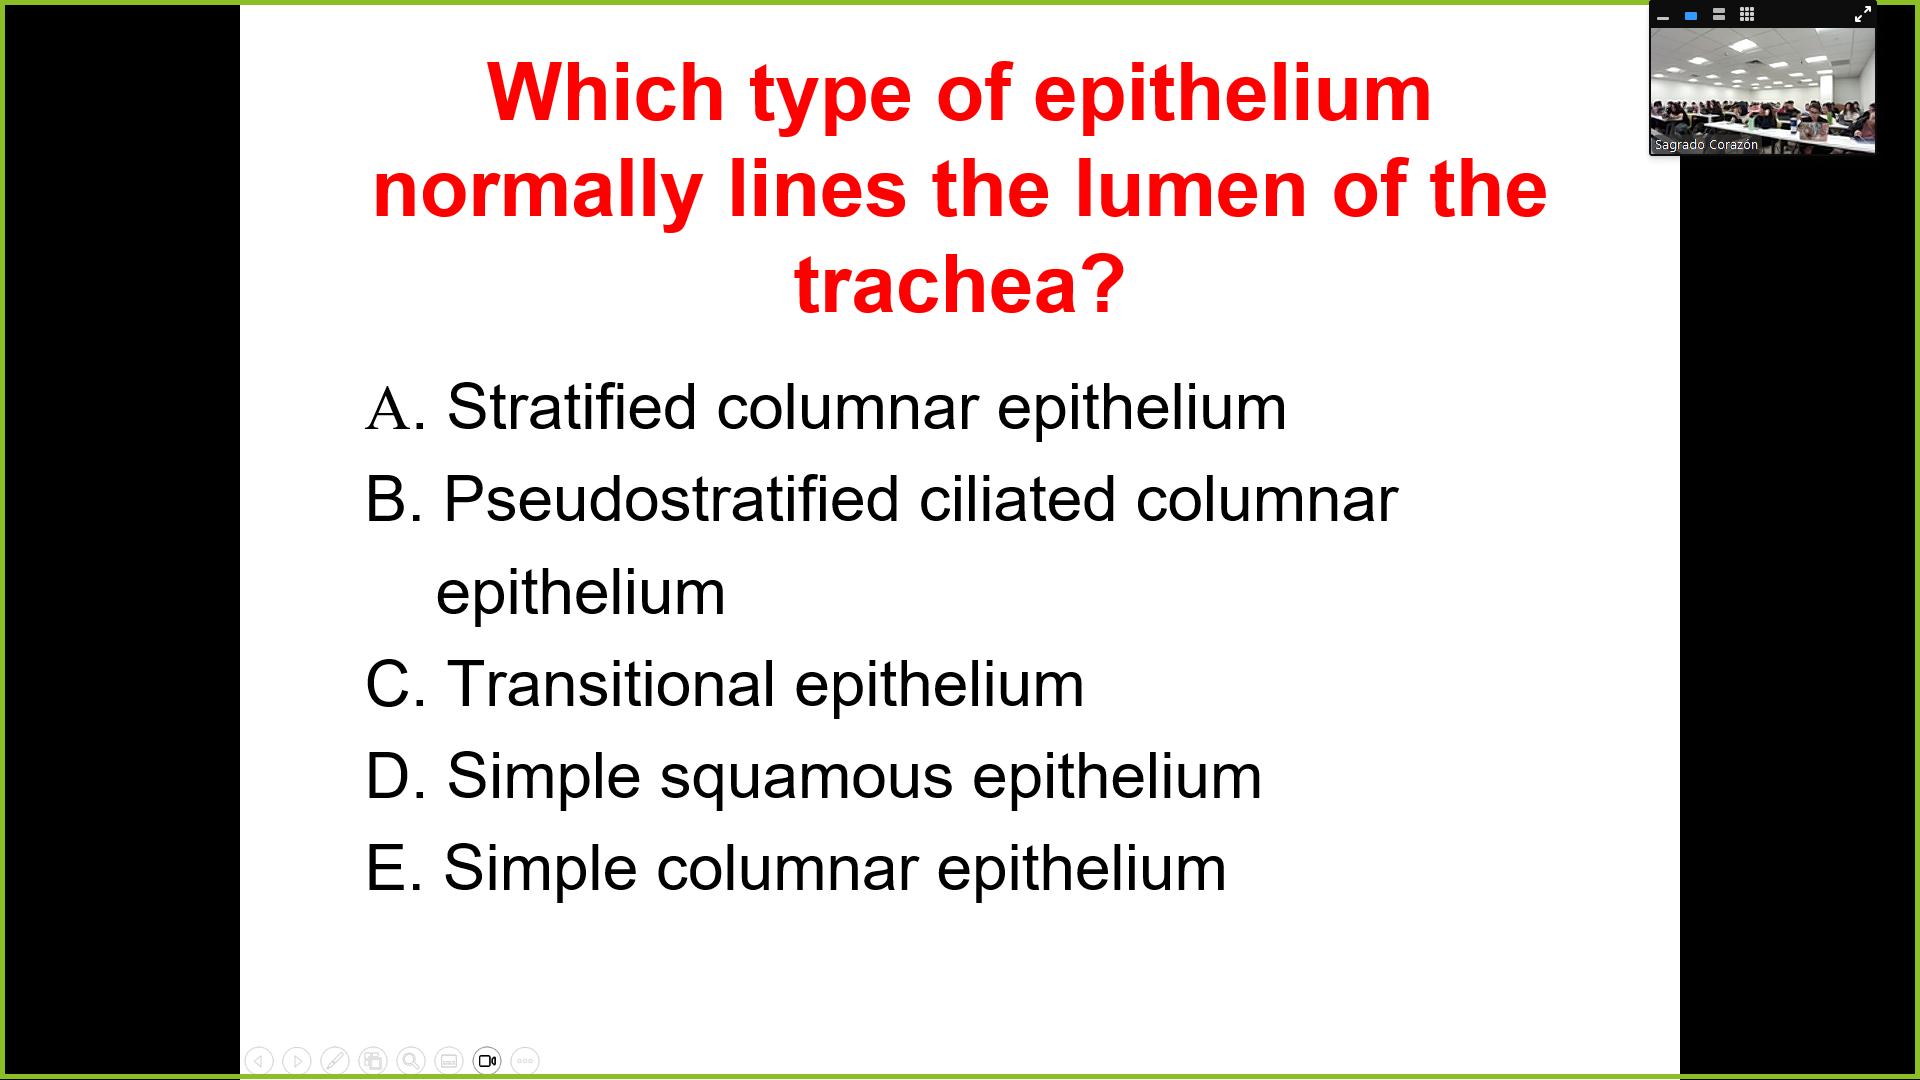 Which type of epithelium
normally lines the lumen of the
trachea?
A. Stratified columnar epithelium
B. Pseudostratified ciliated columnar
epithelium
C. Transitional epithelium
D. Simple squamous epithelium
E. Simple columnar epithelium
Sagrado Corazón